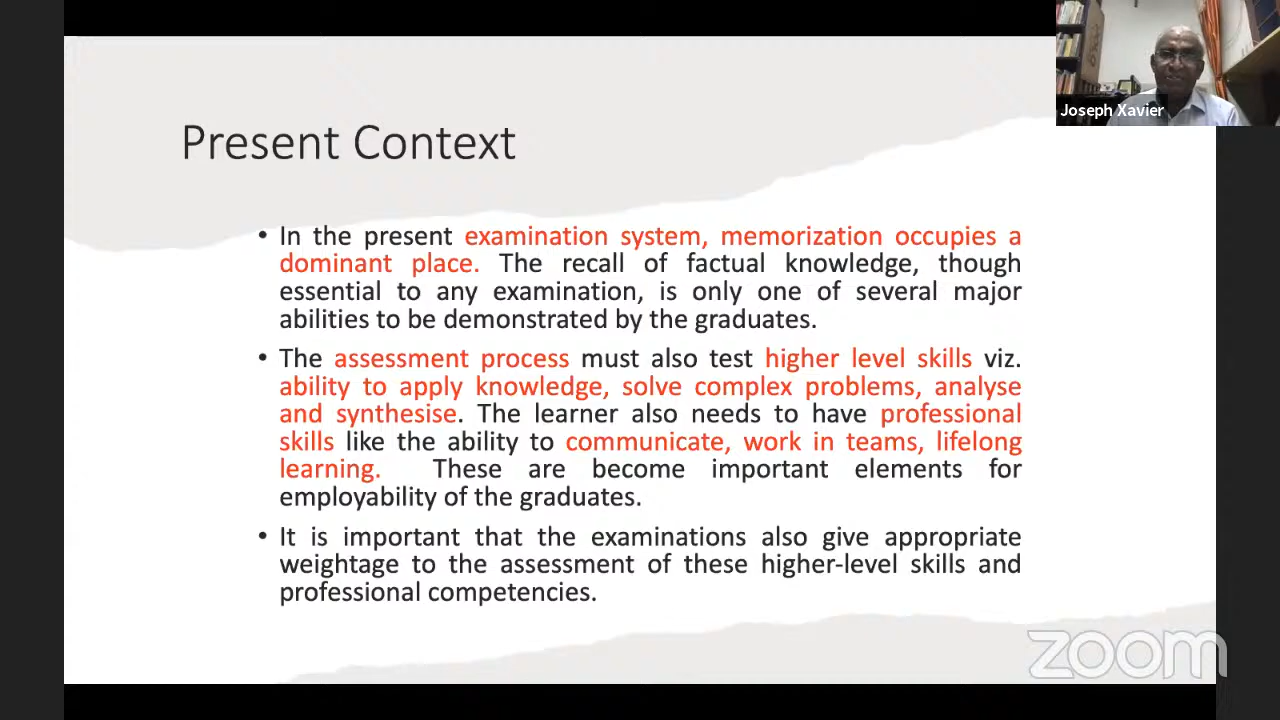 Joseph Xavier
Present Context
• In the present examination system, memorization occupies a
dominant place. The recall of factual knowledge, though
essential to any examination, is only one of several major
abilities to be demonstrated by the graduates.
• The assessment process must also test higher level skills viz.
ability to apply knowledge, solve complex problems, analyse
and synthesise. The learner also needs to have professional
skills like the ability to communicate, work in teams, lifelong
learning. These are become important elements for
employability of the graduates.
• It is important that the examinations also give appropriate
weightage to the assessment of these higher-level skills and
professional competencies.
zoom